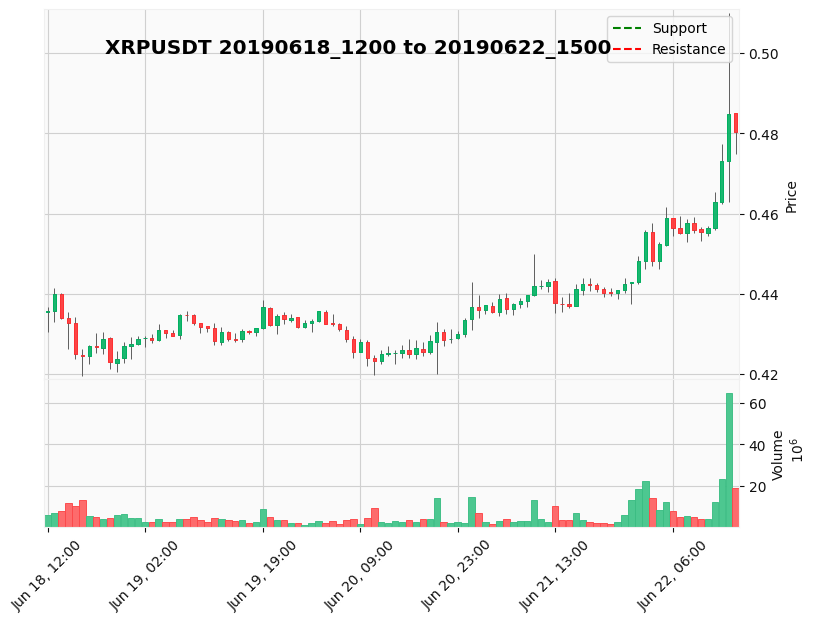 XRPUSDT 20190618_1200 to 20190622_1500
Support
Resistance
0.50
0.48
0.46
0.44
0.42
Price
60
40
20
Volume
10^6
Jun 18, 12:00
Jun 19, 02:00
Jun 19, 19:00
Jun 20, 09:00
Jun 20, 23:00
Jun 21, 13:00
Jun 22, 06:00